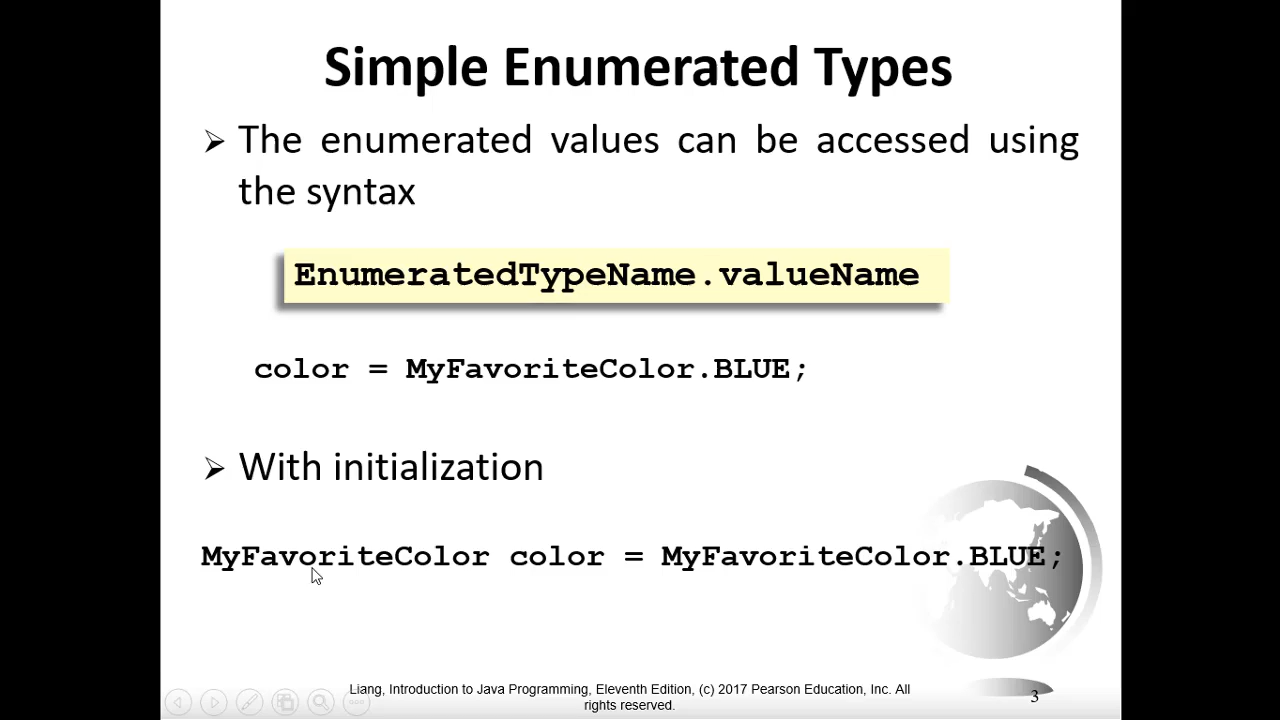 Simple Enumerated Types
➢ The enumerated values can be accessed using
the syntax
EnumeratedTypeName.valueName
color = MyFavoriteColor.BLUE;
➢ With initialization
MyFavoriteColor color = MyFavoriteColor.BLUE;
Liang, Introduction to Java Programming, Eleventh Edition, (c) 2017 Pearson Education, Inc. All
rights reserved.
3